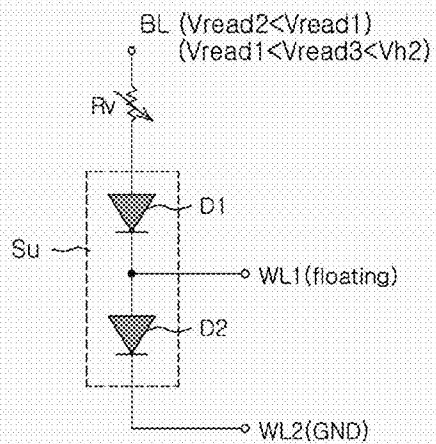 BL (Vread2<Vread1)
(Vread1<Vread3<Vh2)
Rv
D1
Su
WL1(floating)
D2
WL2(GND)